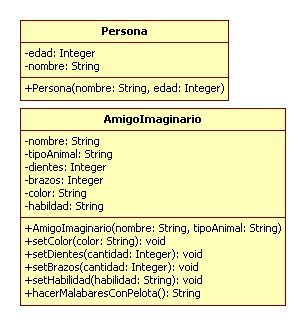 Persona
-edad: Integer
-nombre: String
+Persona(nombre: String, edad: Integer)
AmigoImaginario
-nombre: String
-tipoAnimal: String
-dientes: Integer
-brazos: Integer
-color: String
-habildad: String
+AmigoImaginario(nombre: String, tipoAnimal: String)
+setColor(color: String): void
+setDientes(cantidad: Integer): void
+setBrazos(cantidad: Integer): void
+setHabilidad(habilidad: String): void
+hacerMalabaresConPelota(): String